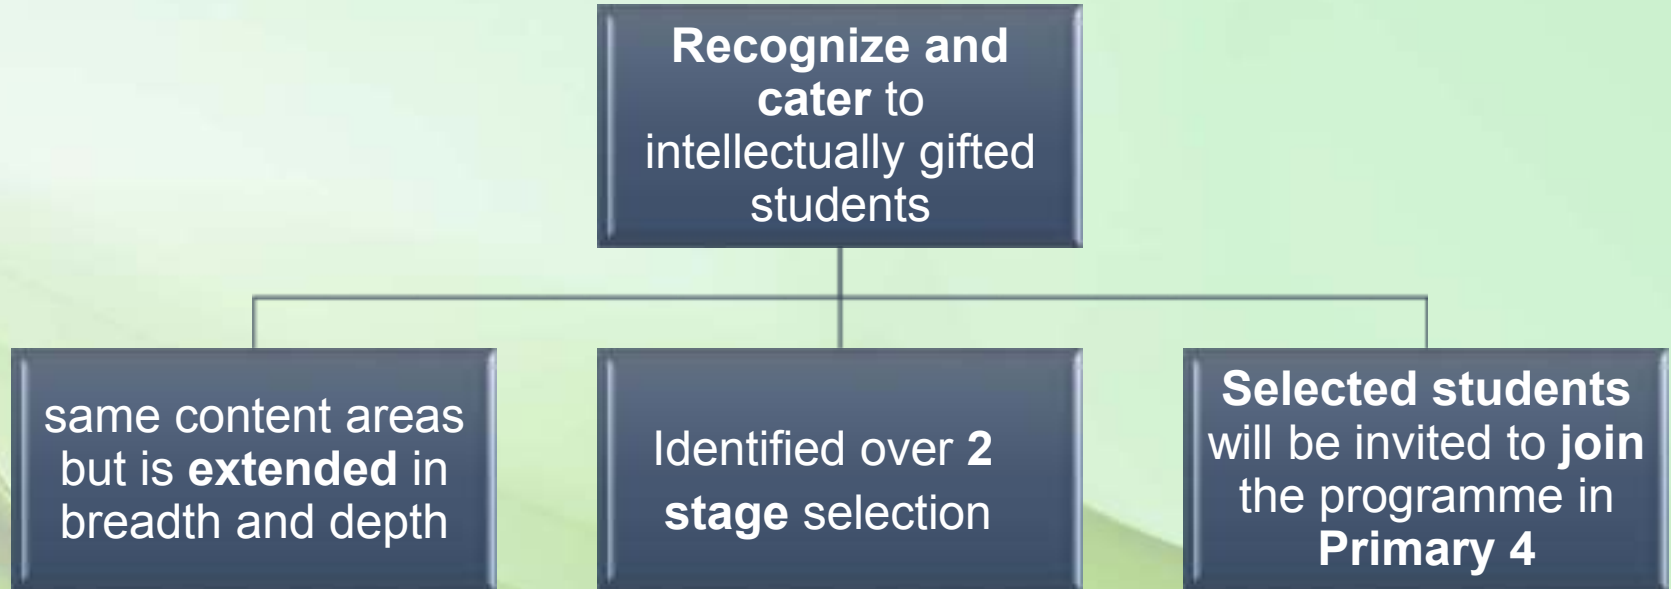 Recognize and
cater to
intellectually gifted
students
same content areas
but is extended in
breadth and depth
Identified over 2
stage selection
Selected students
will be invited to join
the programme in
Primary 4